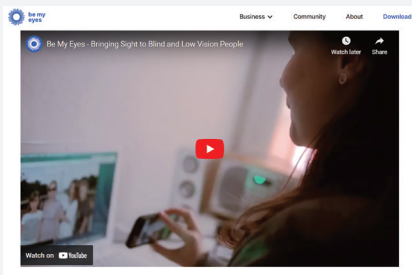 be my
eyes
Business
Community
About
Download
Be My Eyes - Bringing Sight to Blind and Low Vision People
Watch later
Share
Watch on YouTube